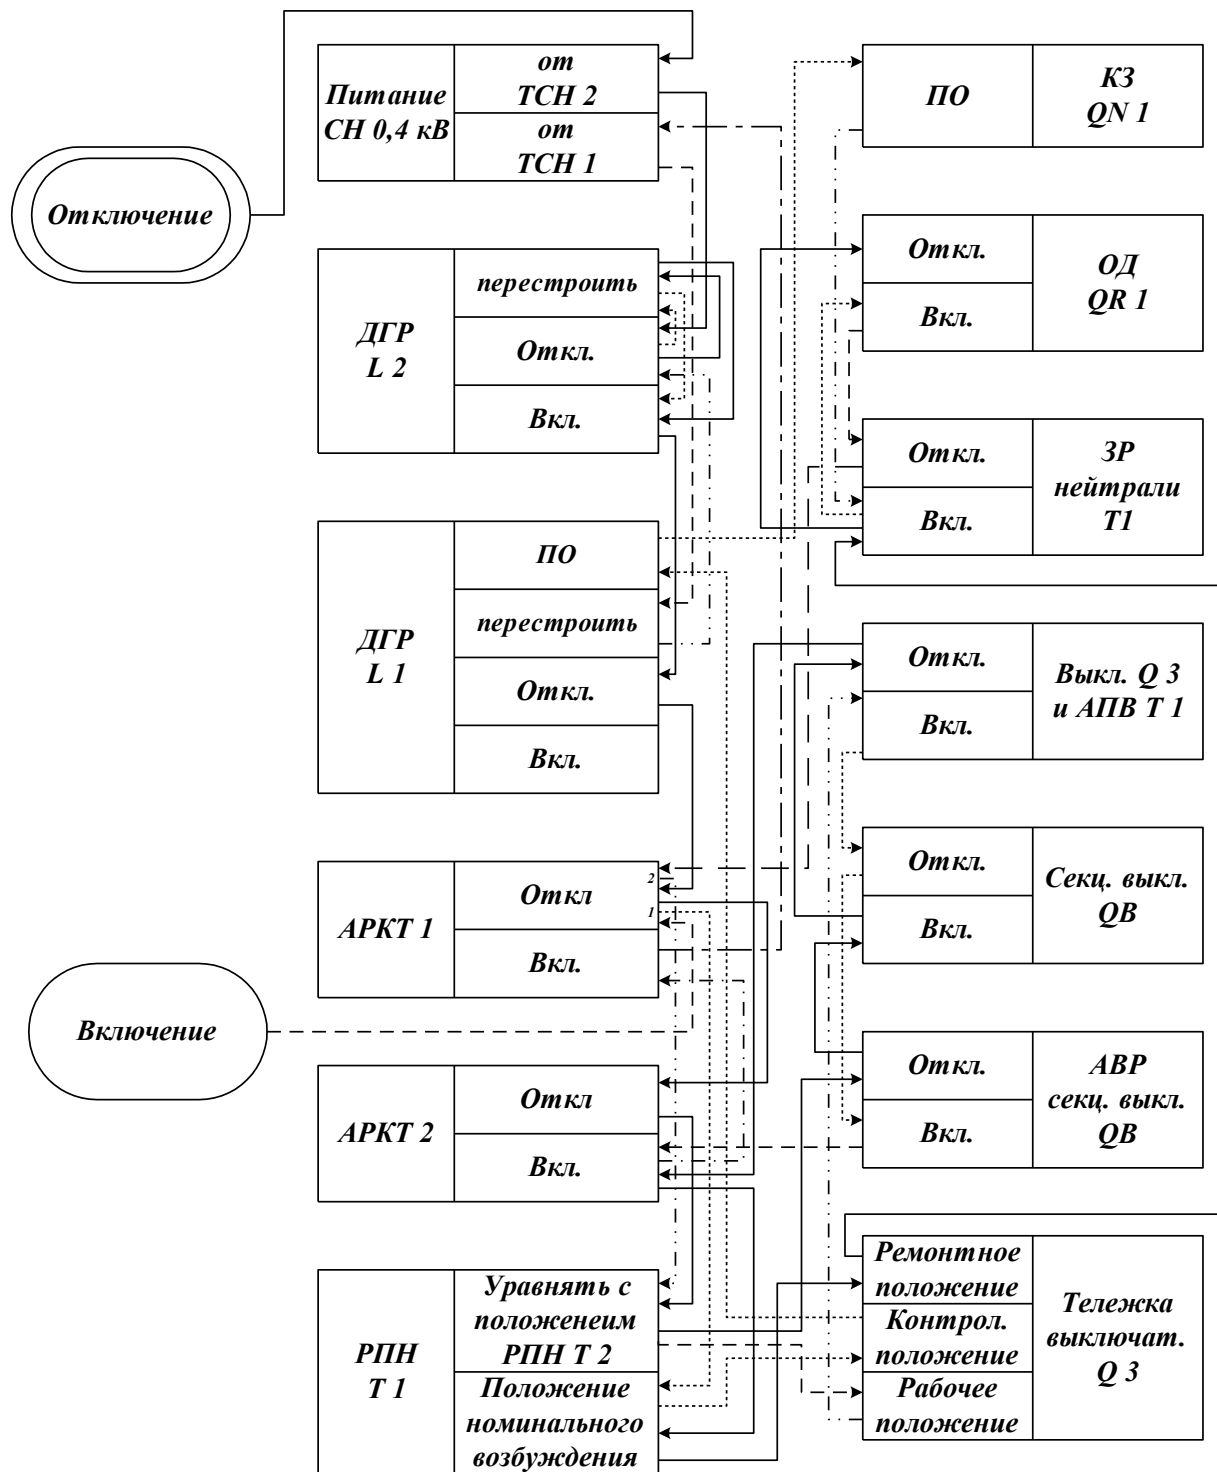 Отключение
Включение
Питание
СН 0,4 кВ
от
ТСН 2
от
ТСН 1
ДГР
L 2
перестроить
Откл.
Вкл.
ДГР
L 1
ПО
перестроить
Откл.
Вкл.
АРКТ 1
Откл
2
1
Вкл.
АРКТ 2
Откл
Вкл.
РПН
Т 1
Уравнять с
положенеим
РПН Т 2
Положение
номинального
возбуждения
ПО
КЗ
QN 1
Откл.
Вкл.
ОД
QR 1
Откл.
Вкл.
ЗР
нейтрали
Т1
Откл.
Вкл.
Выкл. Q 3
и АПВ Т 1
Откл.
Вкл.
Секц. выкл.
QB
Откл.
Вкл.
АВР
секц. выкл.
QB
Ремонтное
положение
Контрол.
положение
Рабочее
положение
Тележка
выключат.
Q 3